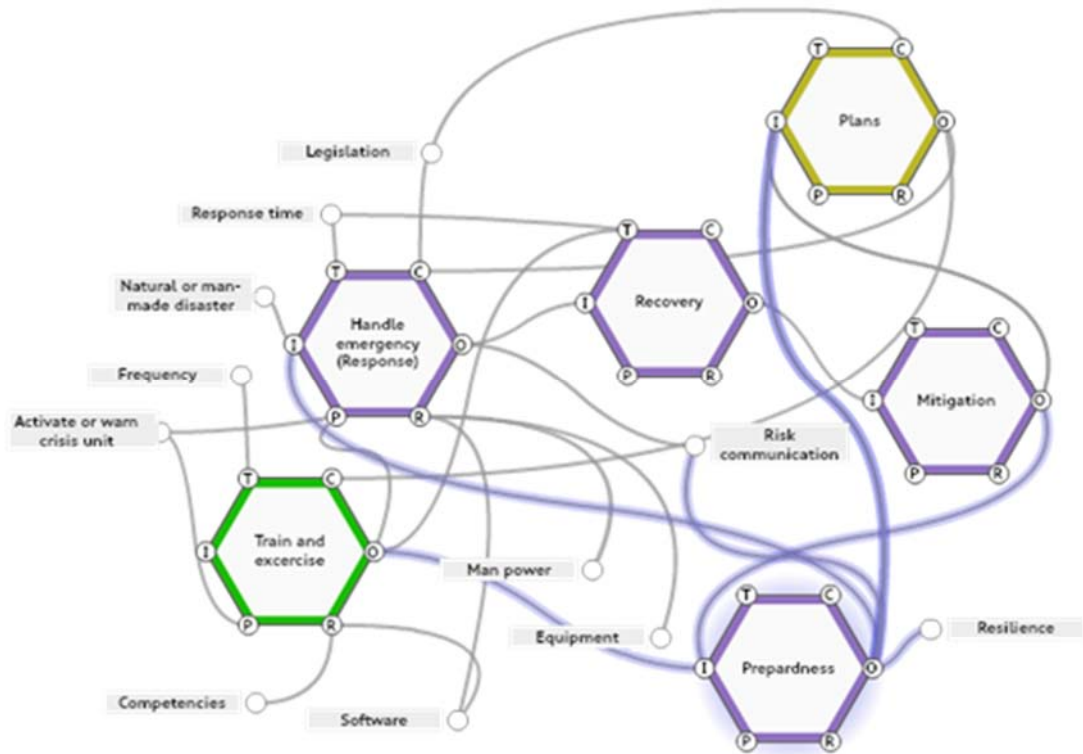 T C
I Plans O
P R
Legislation
Response time
T C
I Recovery O
P R
Natural or man-
made disaster
T C
Handle
I emergency O
(Response)
P R
T C
I Mitigation O
P R
Frequency
Activate or warn
crisis unit
Risk
communication
T C
Train and
I O
excercise
P R
Man power
Equipment
T C
I Prepardness O
P R
Resilience
Competencies
Software